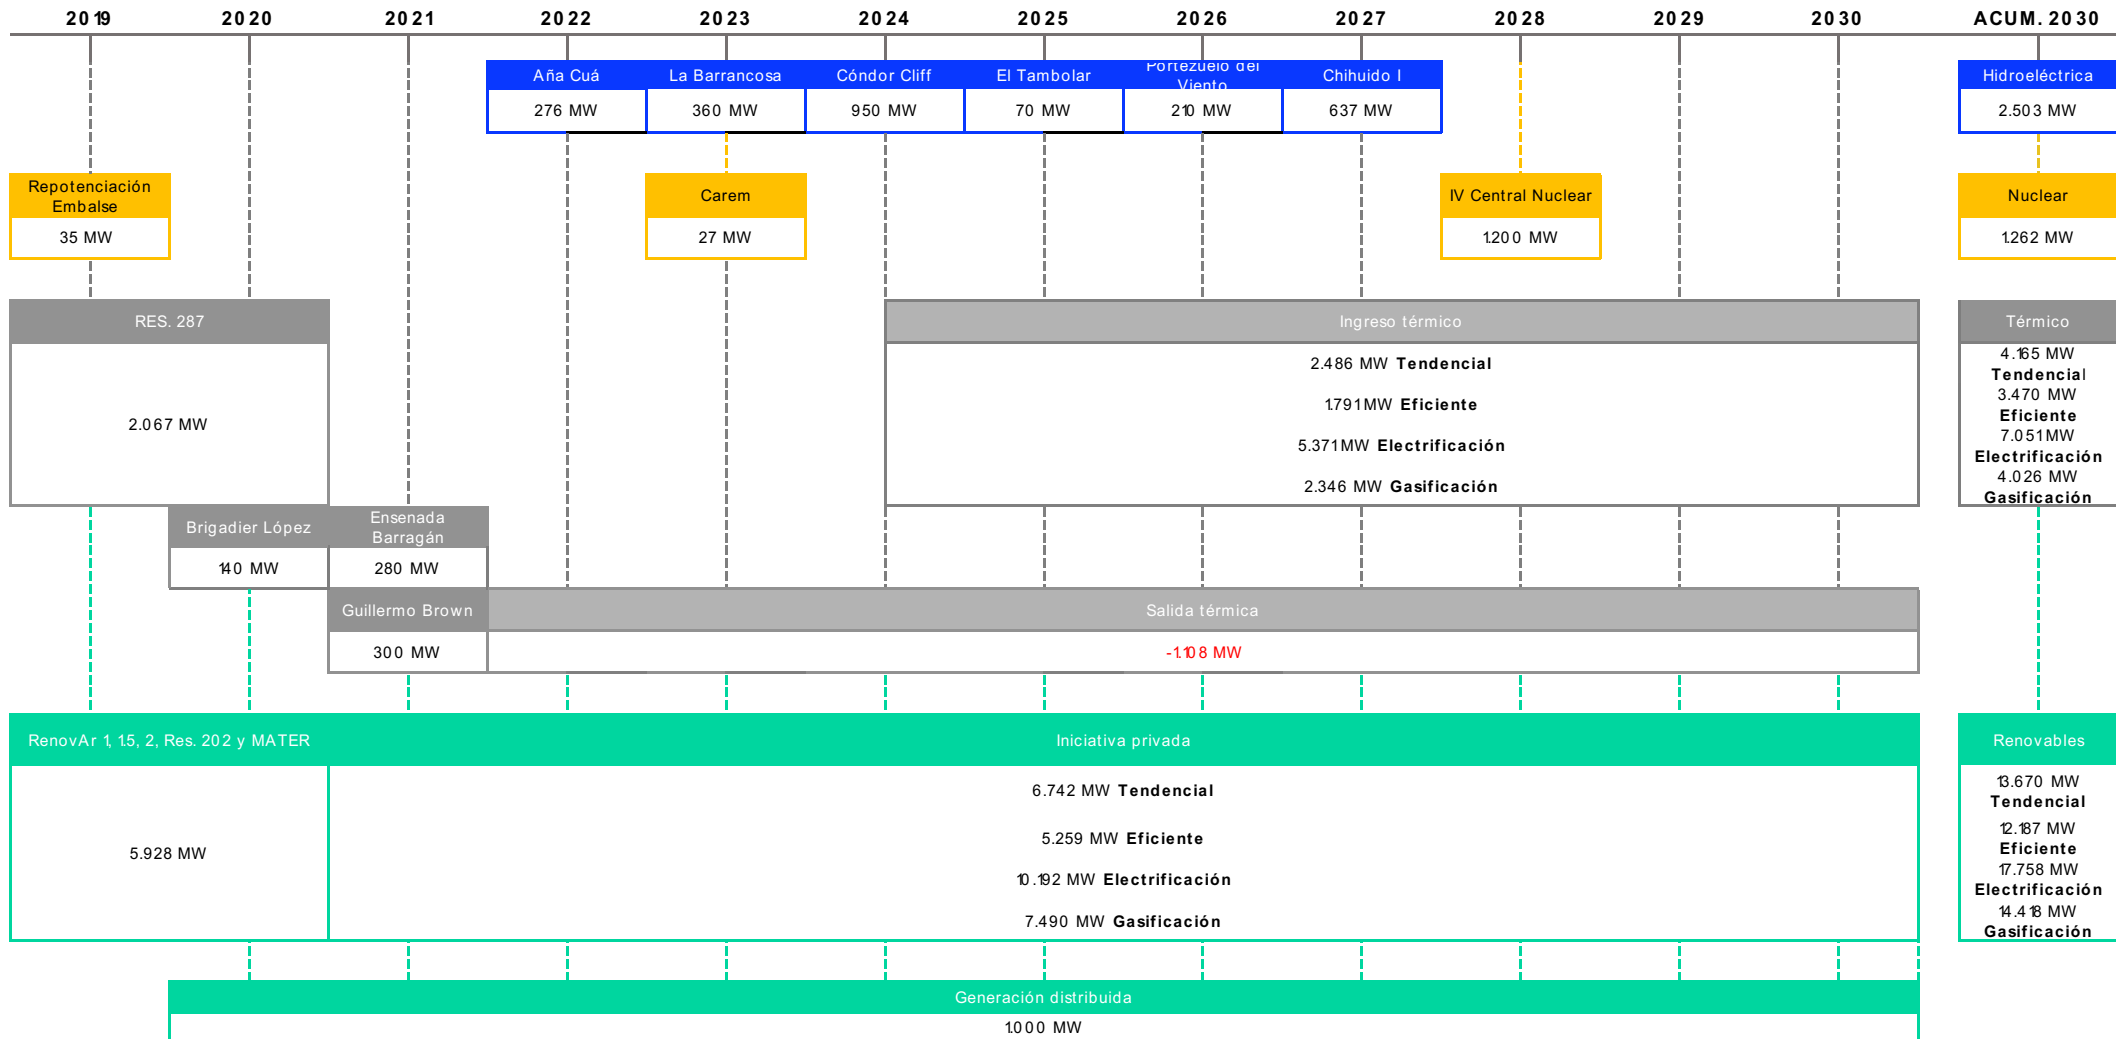 2019 2020 2021 2022 2023 2024 2025 2026 2027 2028 2029 2030 ACUM. 2030
Aña Cuá La Barrancosa Cóndor Cliff El Tambolar Portezuelo del Chihuido I Hidroeléctrica
Viento
276 MW 360 MW 950 MW 70 MW 210 MW 637 MW 2.503 MW
Repotenciación
Embalse Carem IV Central Nuclear Nuclear
35 MW 27 MW 1.200 MW 1.262 MW
RES. 287 Ingreso térmico Térmico
2.067 MW
2.486 MW Tendencial
1.791 MW Eficiente
5.371 MW Electrificación
2.346 MW Gasificación
4.165 MW
Tendencial
3.470 MW
Eficiente
7.051 MW
Electrificación
4.026 MW
Gasificación
Brigadier López
140 MW
Ensenada
Barragán
280 MW
Guillermo Brown Salida térmica
300 MW -1.108 MW
RenovAr 1, 1.5, 2, Res. 202 y MATER Iniciativa privada Renovables
5.928 MW
6.742 MW Tendencial
5.259 MW Eficiente
10.192 MW Electrificación
7.490 MW Gasificación
13.670 MW
Tendencial
12.187 MW
Eficiente
17.758 MW
Electrificación
14.418 MW
Gasificación
Generación distribuida
1.000 MW